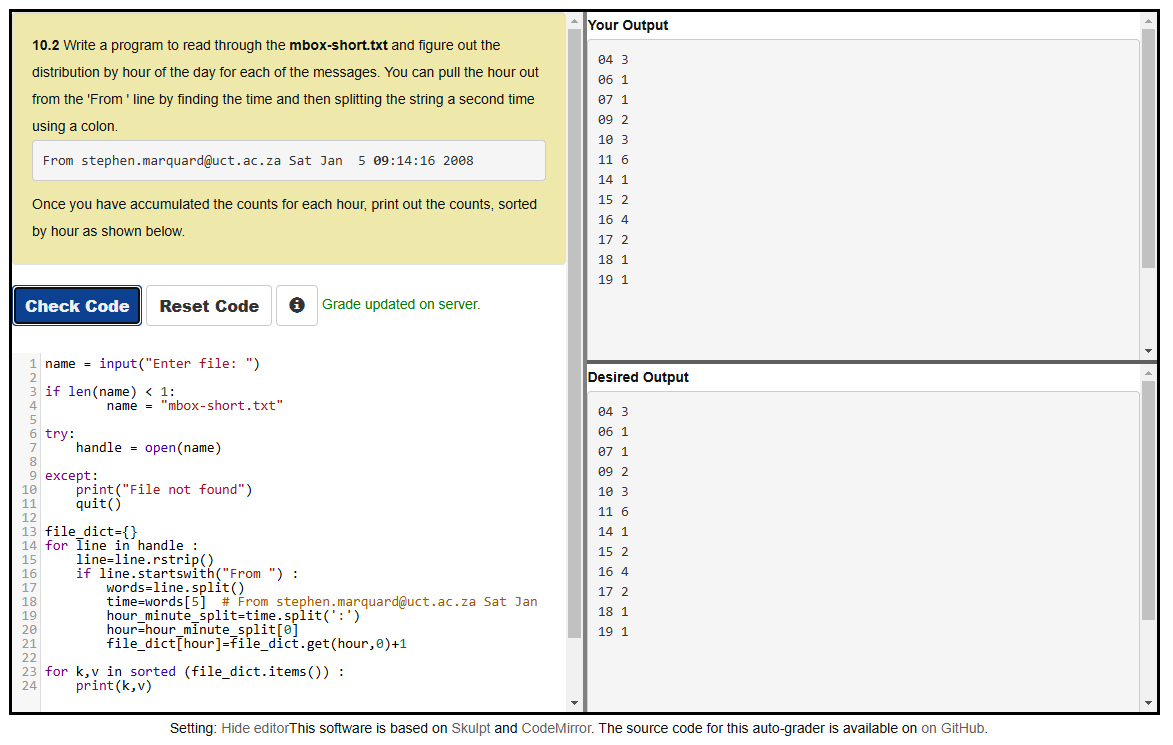 10.2 Write a program to read through the mbox-short.txt and figure out the
distribution by hour of the day for each of the messages. You can pull the hour out
from the 'From ' line by finding the time and then splitting the string a second time
using a colon.
From stephen.marquard@uct.ac.za Sat Jan  5 09:14:16 2008
Once you have accumulated the counts for each hour, print out the counts, sorted
by hour as shown below.
Check Code Reset Code Grade updated on server.
1 name = input("Enter file: ")
2
3 if len(name) < 1:
4         name = "mbox-short.txt"
5
6 try:
7     handle = open(name)
8
9 except:
10     print("File not found")
11     quit()
12
13 file_dict={}
14 for line in handle :
15     line=line.rstrip()
16     if line.startswith("From ") :
17         words=line.split()
18         time=words[5]  # From stephen.marquard@uct.ac.za Sat Jan
19         hour_minute_split=time.split(':')
20         hour=hour_minute_split[0]
21         file_dict[hour]=file_dict.get(hour,0)+1
22
23 for k,v in sorted (file_dict.items()) :
24     print(k,v)
Your Output
04 3
06 1
07 1
09 2
10 3
11 6
14 1
15 2
16 4
17 2
18 1
19 1
Desired Output
04 3
06 1
07 1
09 2
10 3
11 6
14 1
15 2
16 4
17 2
18 1
19 1
Setting: Hide editorThis software is based on Skulpt and CodeMirror. The source code for this auto-grader is available on on GitHub.